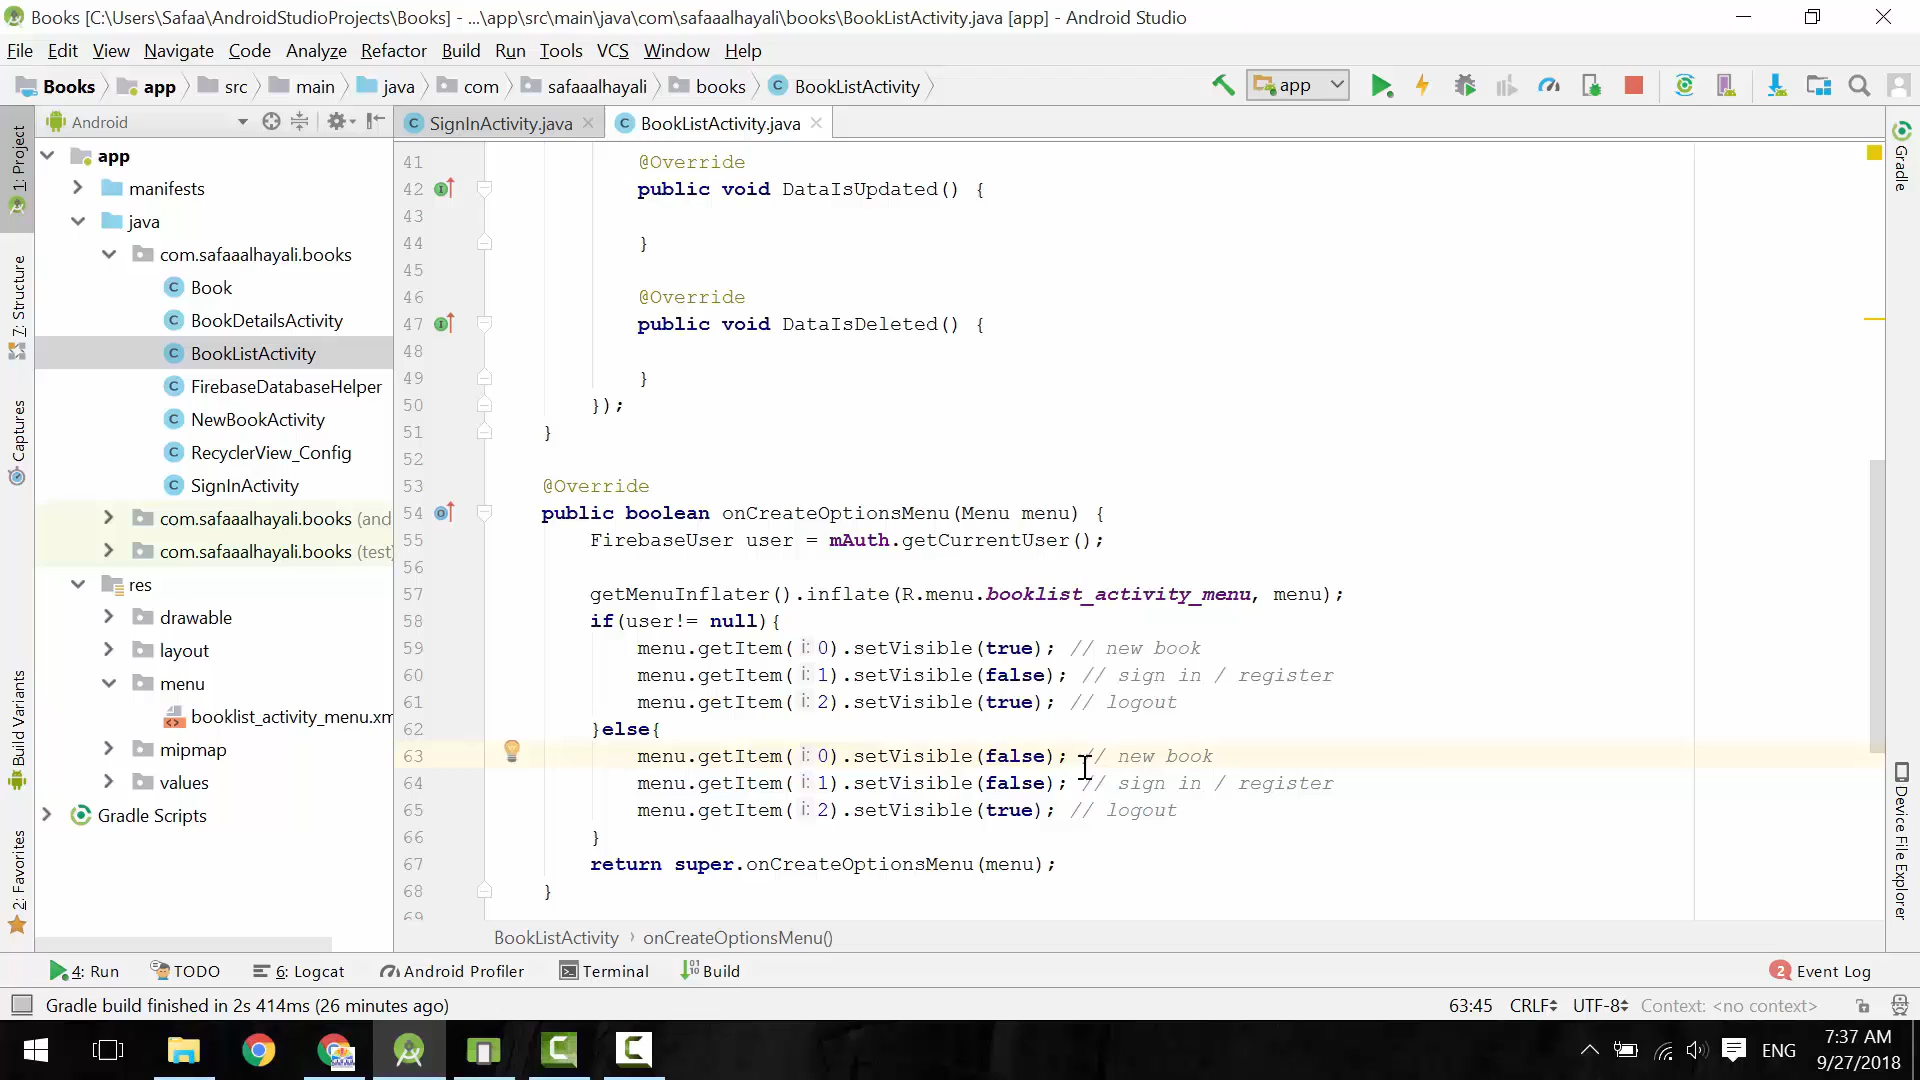 Books [C:\Users\Safaa\AndroidStudioProjects\Books] - ...\app\src\main\java\com\safaaalhayali\books\BookListActivity.java [app] - Android Studio
File Edit View Navigate Code Analyze Refactor Build Run Tools VCS Window Help
Books app src main java com safaaalhayali books BookListActivity app
Android
SignInActivity.java BookListActivity.java
1: Project
7: Structure
Captures
Build Variants
2: Favorites
app
manifests
java
com.safaaalhayali.books
Book
BookDetailsActivity
BookListActivity
FirebaseDatabaseHelper
NewBookActivity
RecyclerView_Config
SignInActivity
com.safaaalhayali.books (and
com.safaaalhayali.books (test)
res
drawable
layout
menu
booklist_activity_menu.xm
mipmap
values
Gradle Scripts
41 @Override
42 public void DataIsUpdated() {
43
44 }
45
46 @Override
47 public void DataIsDeleted() {
48
49 }
50 });
51 }
52
53 @Override
54 public boolean onCreateOptionsMenu(Menu menu) {
55 FirebaseUser user = mAuth.getCurrentUser();
56
57 getMenuInflater().inflate(R.menu.booklist_activity_menu, menu);
58 if(user!= null){
59 menu.getItem( i: 0).setVisible(true); // new book
60 menu.getItem( i: 1).setVisible(false); // sign in / register
61 menu.getItem( i: 2).setVisible(true); // logout
62 }else{
63 menu.getItem( i: 0).setVisible(false); // new book
64 menu.getItem( i: 1).setVisible(false); // sign in / register
65 menu.getItem( i: 2).setVisible(true); // logout
66 }
67 return super.onCreateOptionsMenu(menu);
68 }
69
BookListActivity › onCreateOptionsMenu()
Gradle
Device File Explorer
4: Run TODO 6: Logcat Android Profiler Terminal Build 2 Event Log
Gradle build finished in 2s 414ms (26 minutes ago) 63:45 CRLF UTF-8 Context: <no context>
ENG 7:37 AM
9/27/2018